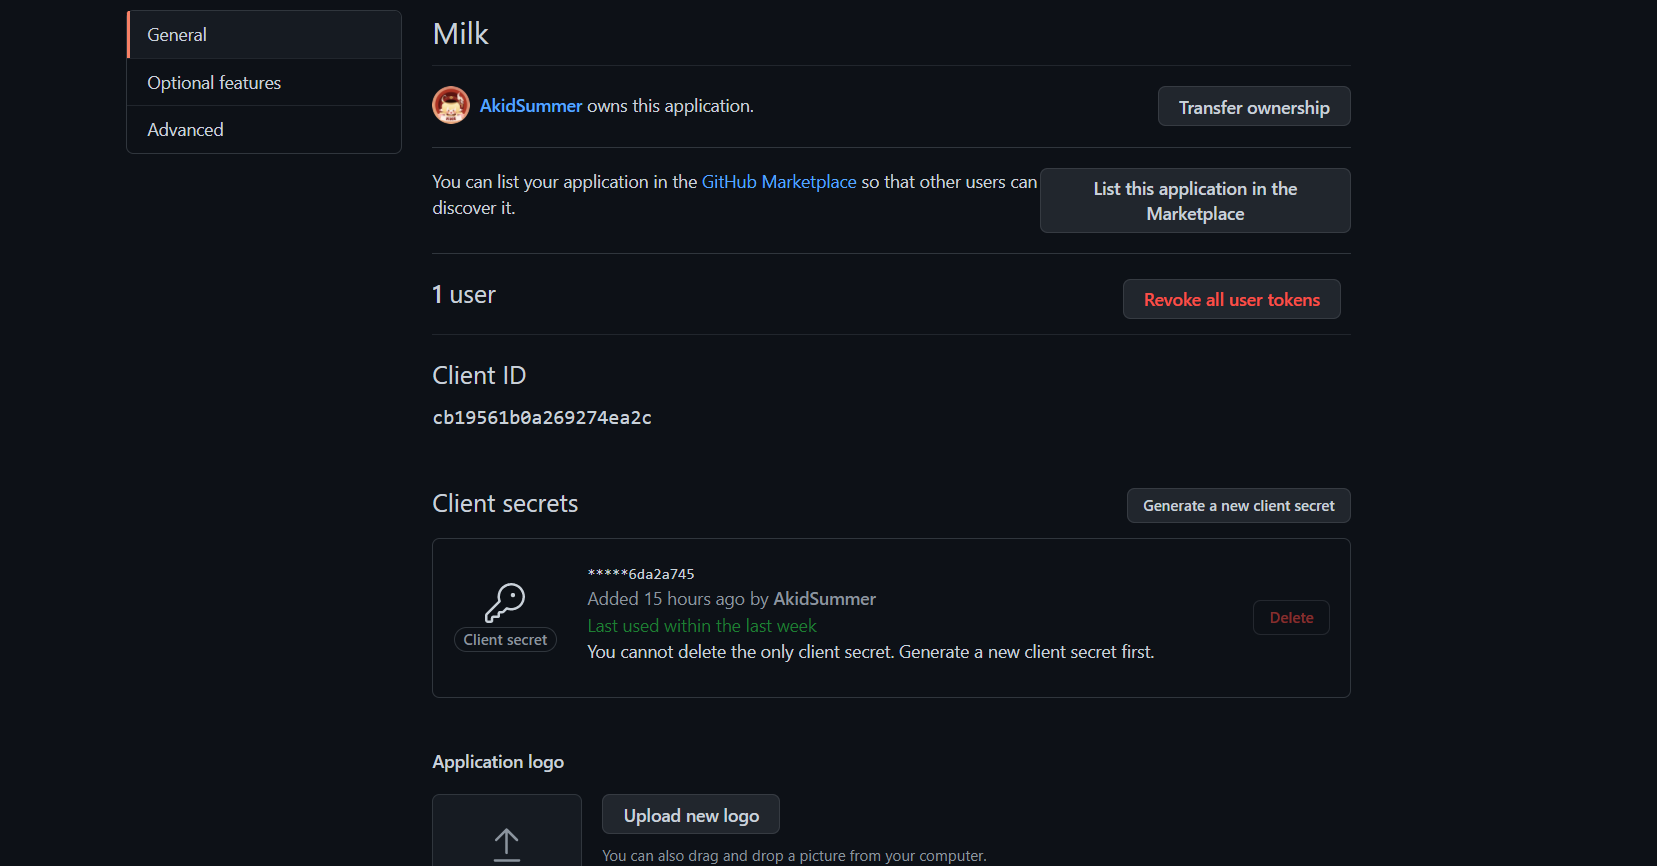 General
Optional features
Advanced
Milk
AkidSummer owns this application.
Transfer ownership
You can list your application in the GitHub Marketplace so that other users can
discover it.
List this application in the
Marketplace
1 user
Revoke all user tokens
Client ID
cb19561b0a269274ea2c
Client secrets
Generate a new client secret
*****6da2a745
Added 15 hours ago by AkidSummer
Last used within the last week
You cannot delete the only client secret. Generate a new client secret first.
Client secret
Delete
Application logo
Upload new logo
You can also drag and drop a picture from your computer.